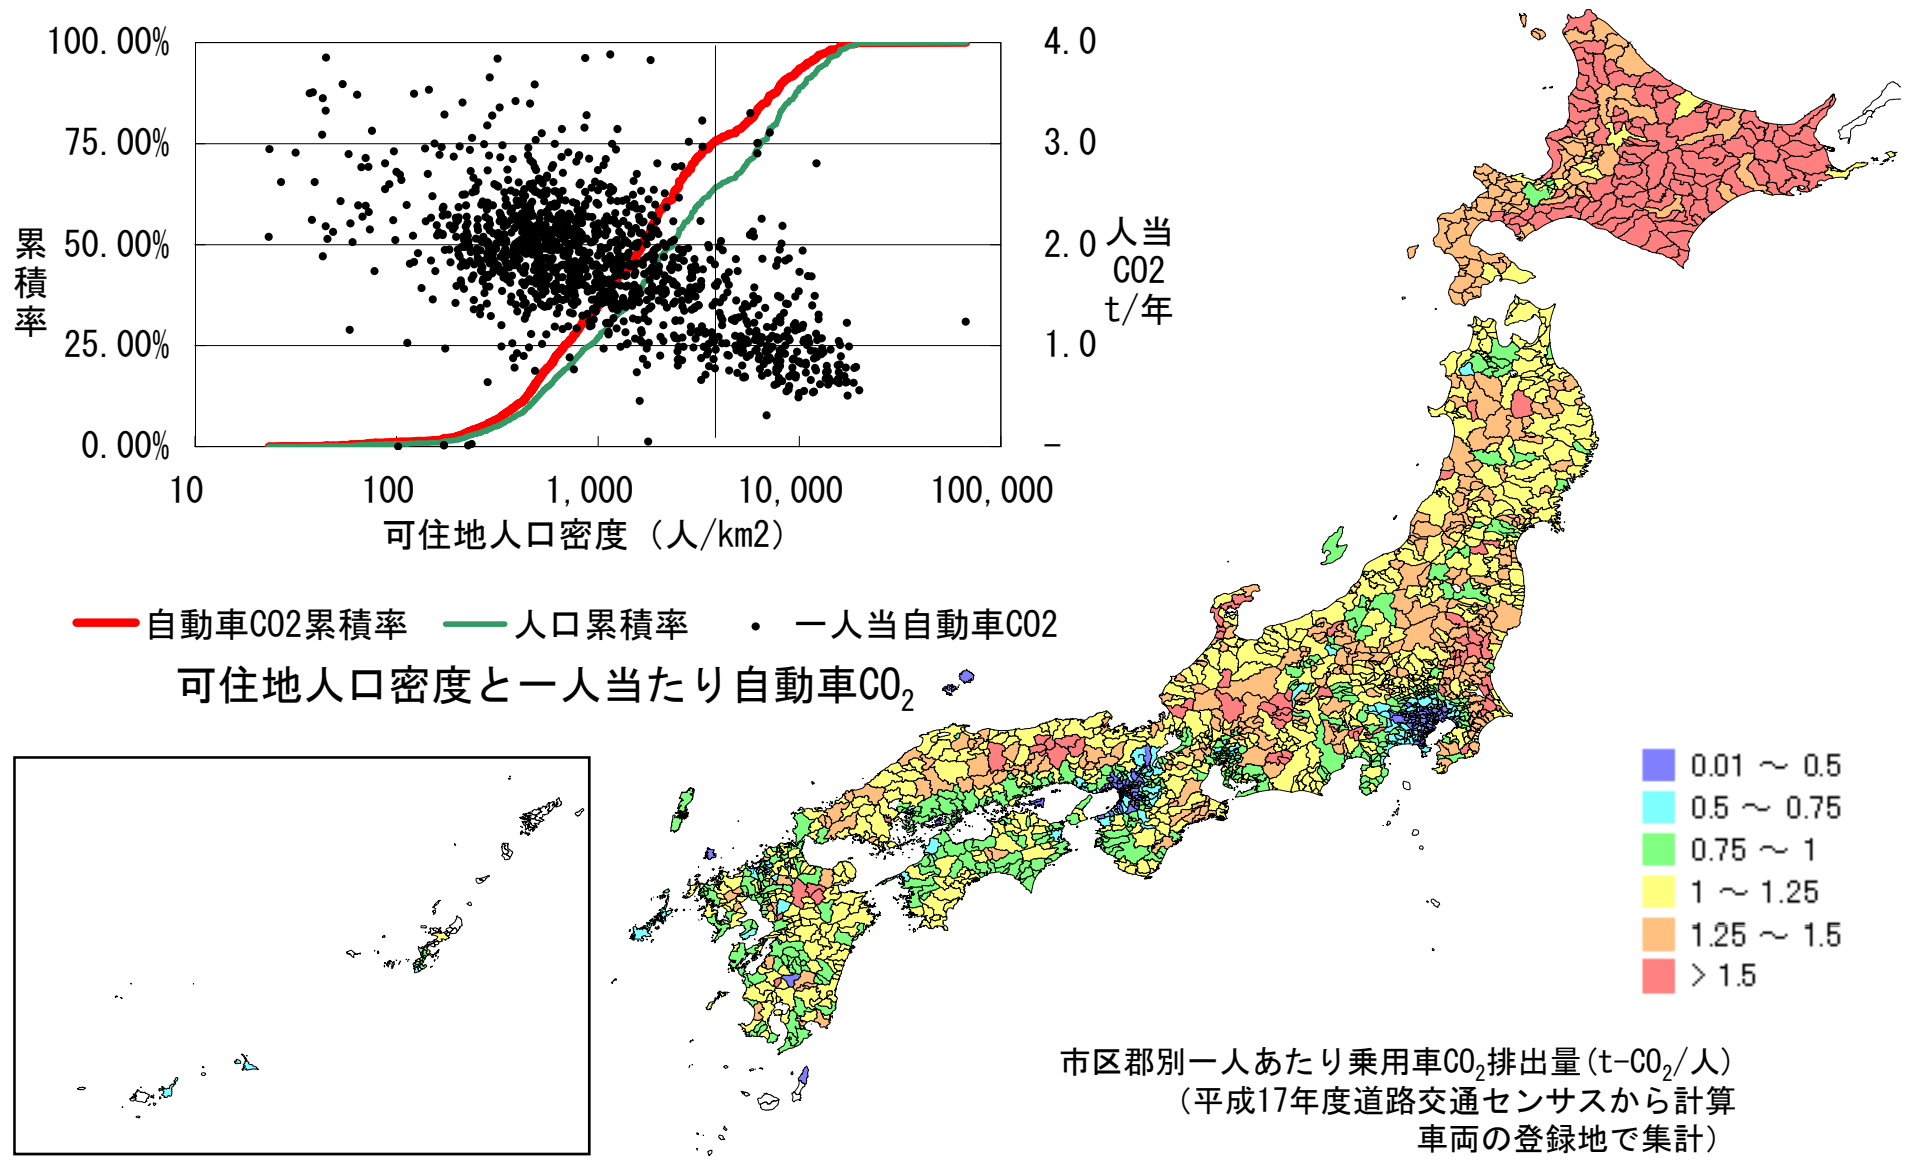 100.00%
75.00%
50.00%
25.00%
0.00%
累積率
4.0
3.0
2.0
1.0
−
人当
CO2
t/年
10
100
1,000
10,000
100,000
可住地人口密度（人/km2）
自動車CO2累積率
人口累積率
一人当自動車CO2
可住地人口密度と一人当たり自動車CO₂
0.01 ～ 0.5
0.5 ～ 0.75
0.75 ～ 1
1 ～ 1.25
1.25 ～ 1.5
> 1.5
市区郡別一人あたり乗用車CO₂排出量(t-CO₂/人)
（平成17年度道路交通センサスから計算
車両の登録地で集計）